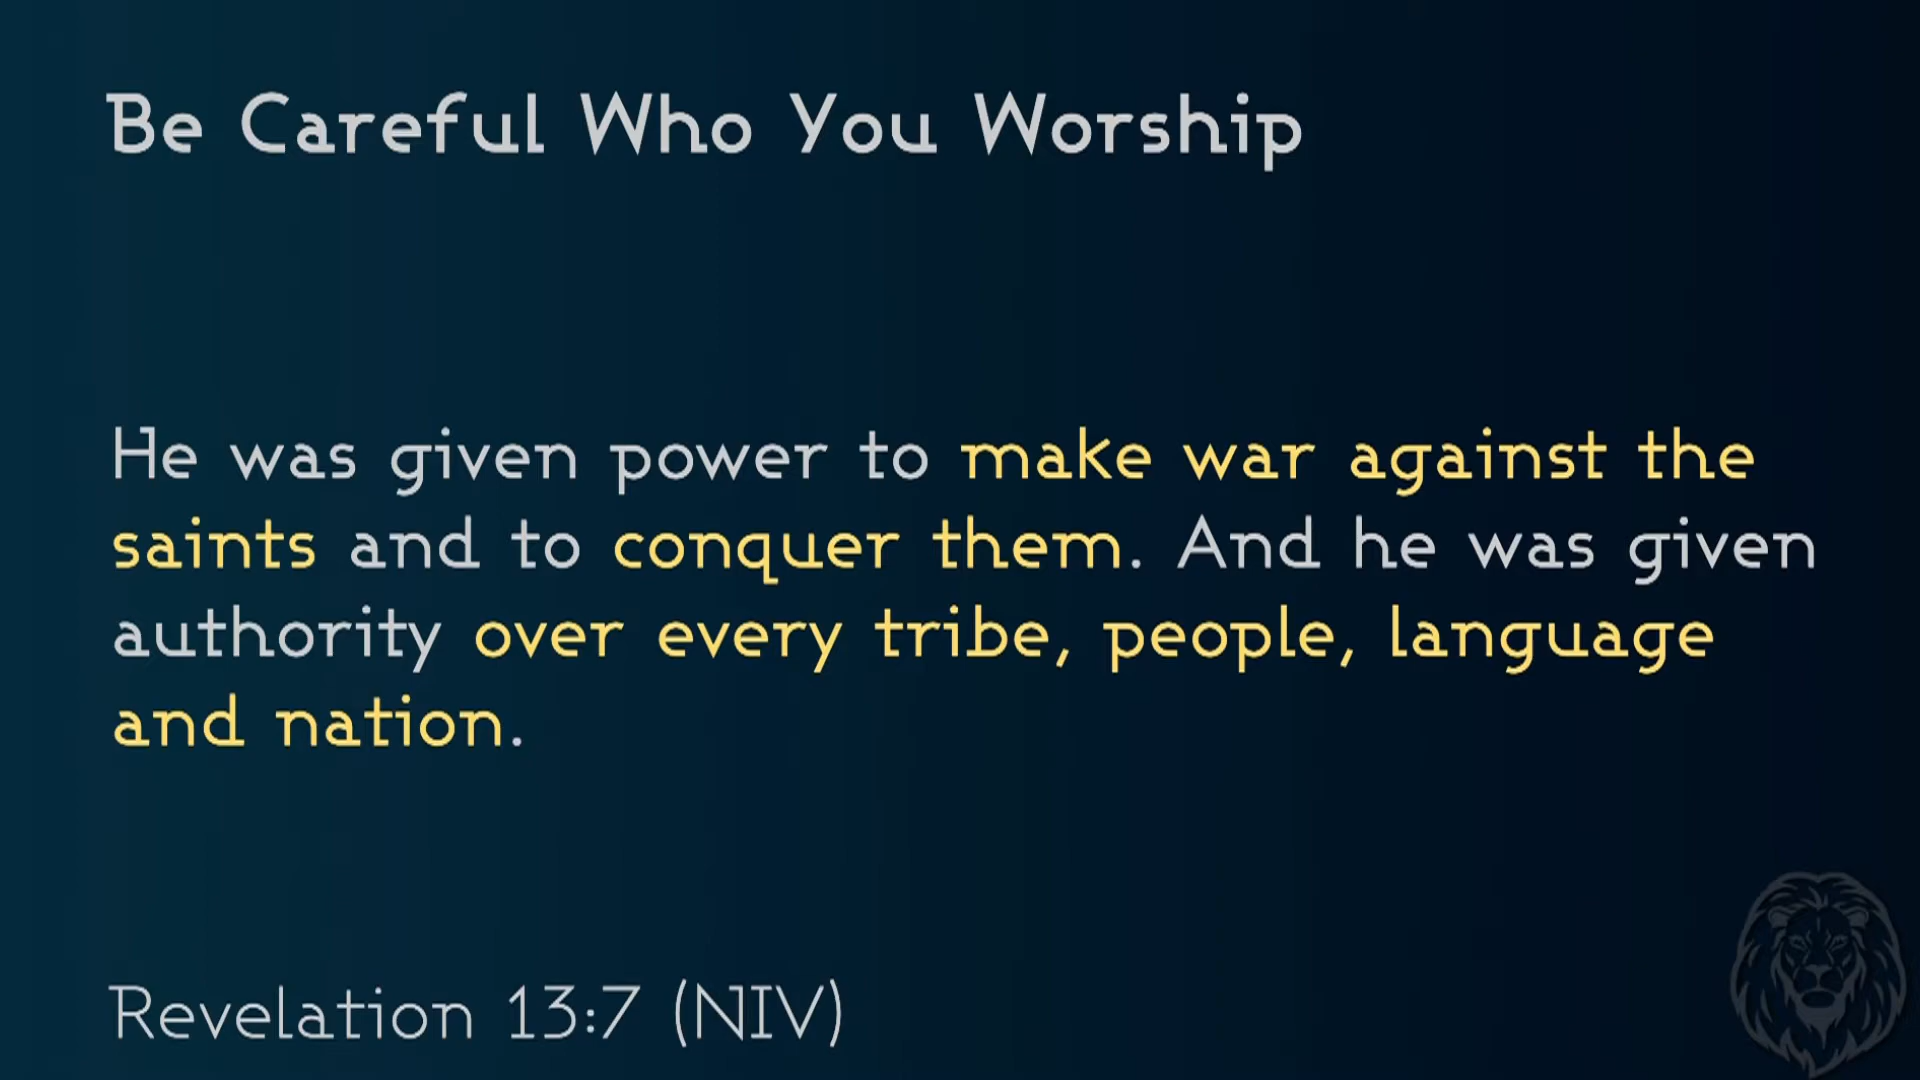 Be Careful Who You Worship
He was given power to make war against the
saints and to conquer them. And he was given
authority over every tribe, people, language
and nation.
Revelation 13:7 (NIV)